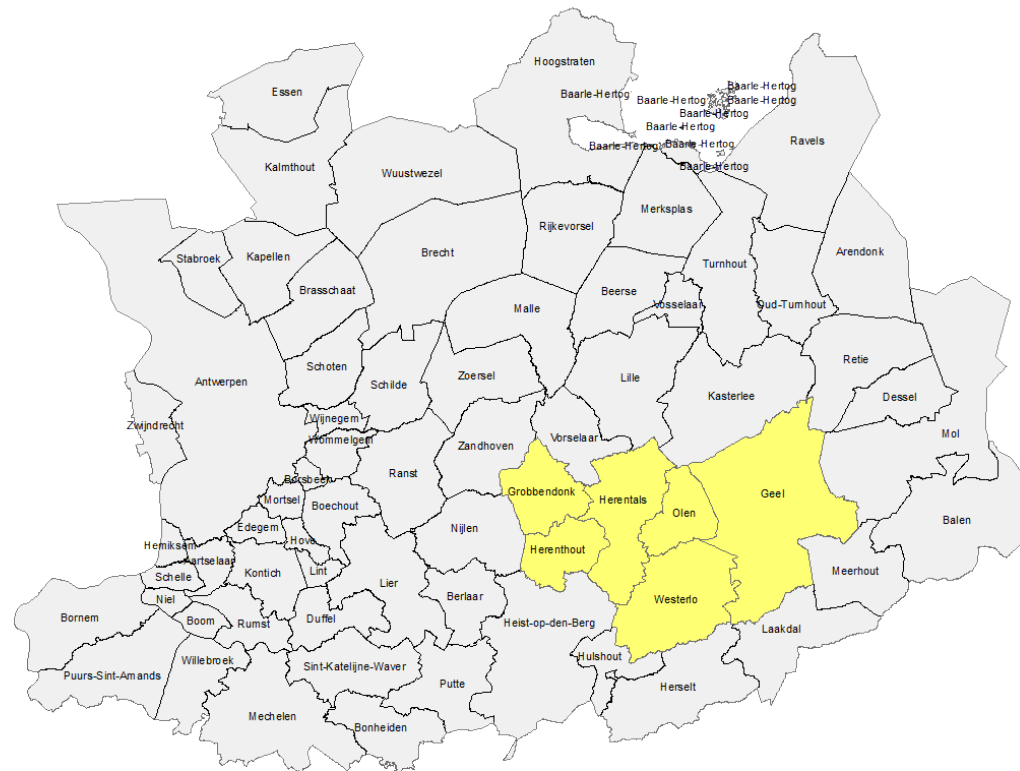 Hoogstraten
Essen
Baarle-Hertog
Baarle-Hertog
Baarle-Hertog
Baarle-Hertog
Baarle-Hertog
Baarle-Hertog
Baarle-Hertog
Baarle-Hertog
Baarle-Hertog
Ravels
Kalmthout
Wuustwezel
Merksplas
Rijkevorsel
Stabroek
Kapellen
Brecht
Turnhout
Arendonk
Brasschaat
Beerse
Vosselaar
Oud-Turnhout
Malle
Schoten
Retie
Antwerpen
Schilde
Zoersel
Lille
Kasterlee
Dessel
Wijnegem
Zwijndrecht
Wommelgem
Zandhoven
Vorselaar
Mol
Ranst
Borsbeek
Grobbendonk
Herentals
Geel
Mortsel
Boechout
Olen
Balen
Edegem
Nijlen
Hove
Hemiksem
Herenthout
Aartselaar
Kontich
Lint
Schelle
Lier
Meerhout
Niel
Berlaar
Westerlo
Bornem
Boom
Rumst
Duffel
Heist-op-den-Berg
Laakdal
Hulshout
Willebroek
Sint-Katelijne-Waver
Puurs-Sint-Amands
Putte
Herselt
Mechelen
Bonheiden